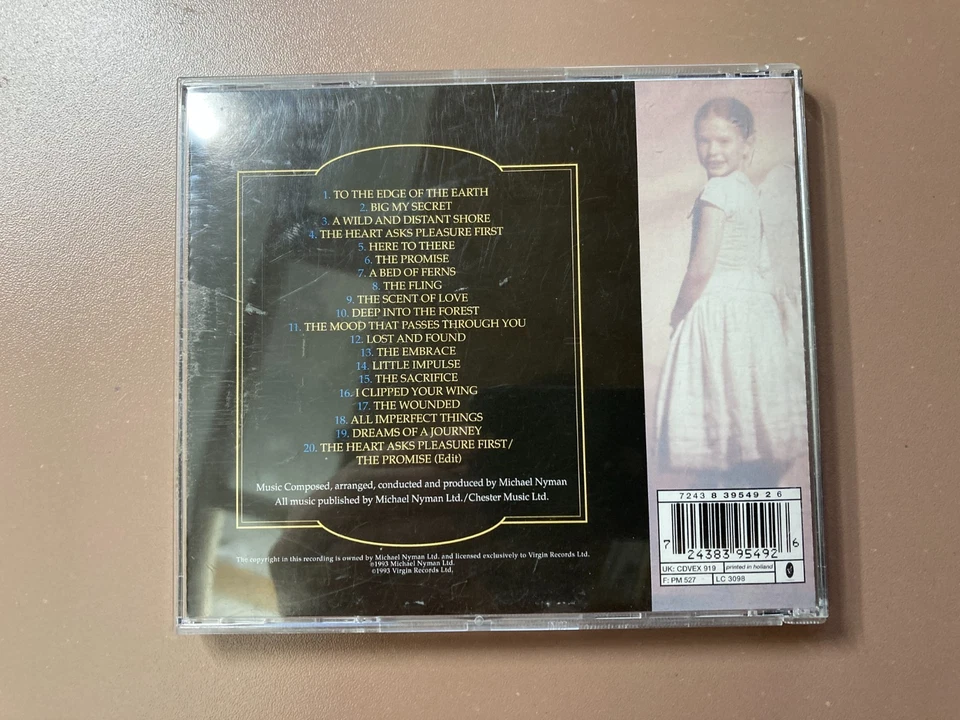 1. TO THE EDGE OF THE EARTH
2. BIG MY SECRET
3. A WILD AND DISTANT SHORE
4. THE HEART ASKS PLEASURE FIRST
5. HERE TO THERE
6. THE PROMISE
7. A BED OF FERNS
8. THE FLING
9. THE SCENT OF LOVE
10. DEEP INTO THE FOREST
11. THE MOOD THAT PASSES THROUGH YOU
12. LOST AND FOUND
13. THE EMBRACE
14. LITTLE IMPULSE
15. THE SACRIFICE
16. I CLIPPED YOUR WING
17. THE WOUNDED
18. ALL IMPERFECT THINGS
19. DREAMS OF A JOURNEY
20. THE HEART ASKS PLEASURE FIRST/
THE PROMISE (Edit)
Music Composed, arranged, conducted and produced by Michael Nyman
All music published by Michael Nyman Ltd./Chester Music Ltd.
The copyright in this recording is owned by Michael Nyman Ltd. and licensed exclusively to Virgin Records Ltd.
℗1993 Michael Nyman Ltd.
©1993 Virgin Records Ltd.
7243 8 39549 2 6
7 24383 95492 6
UK: CDVEX 919 printed in holland
F: PM 527 LC 3098